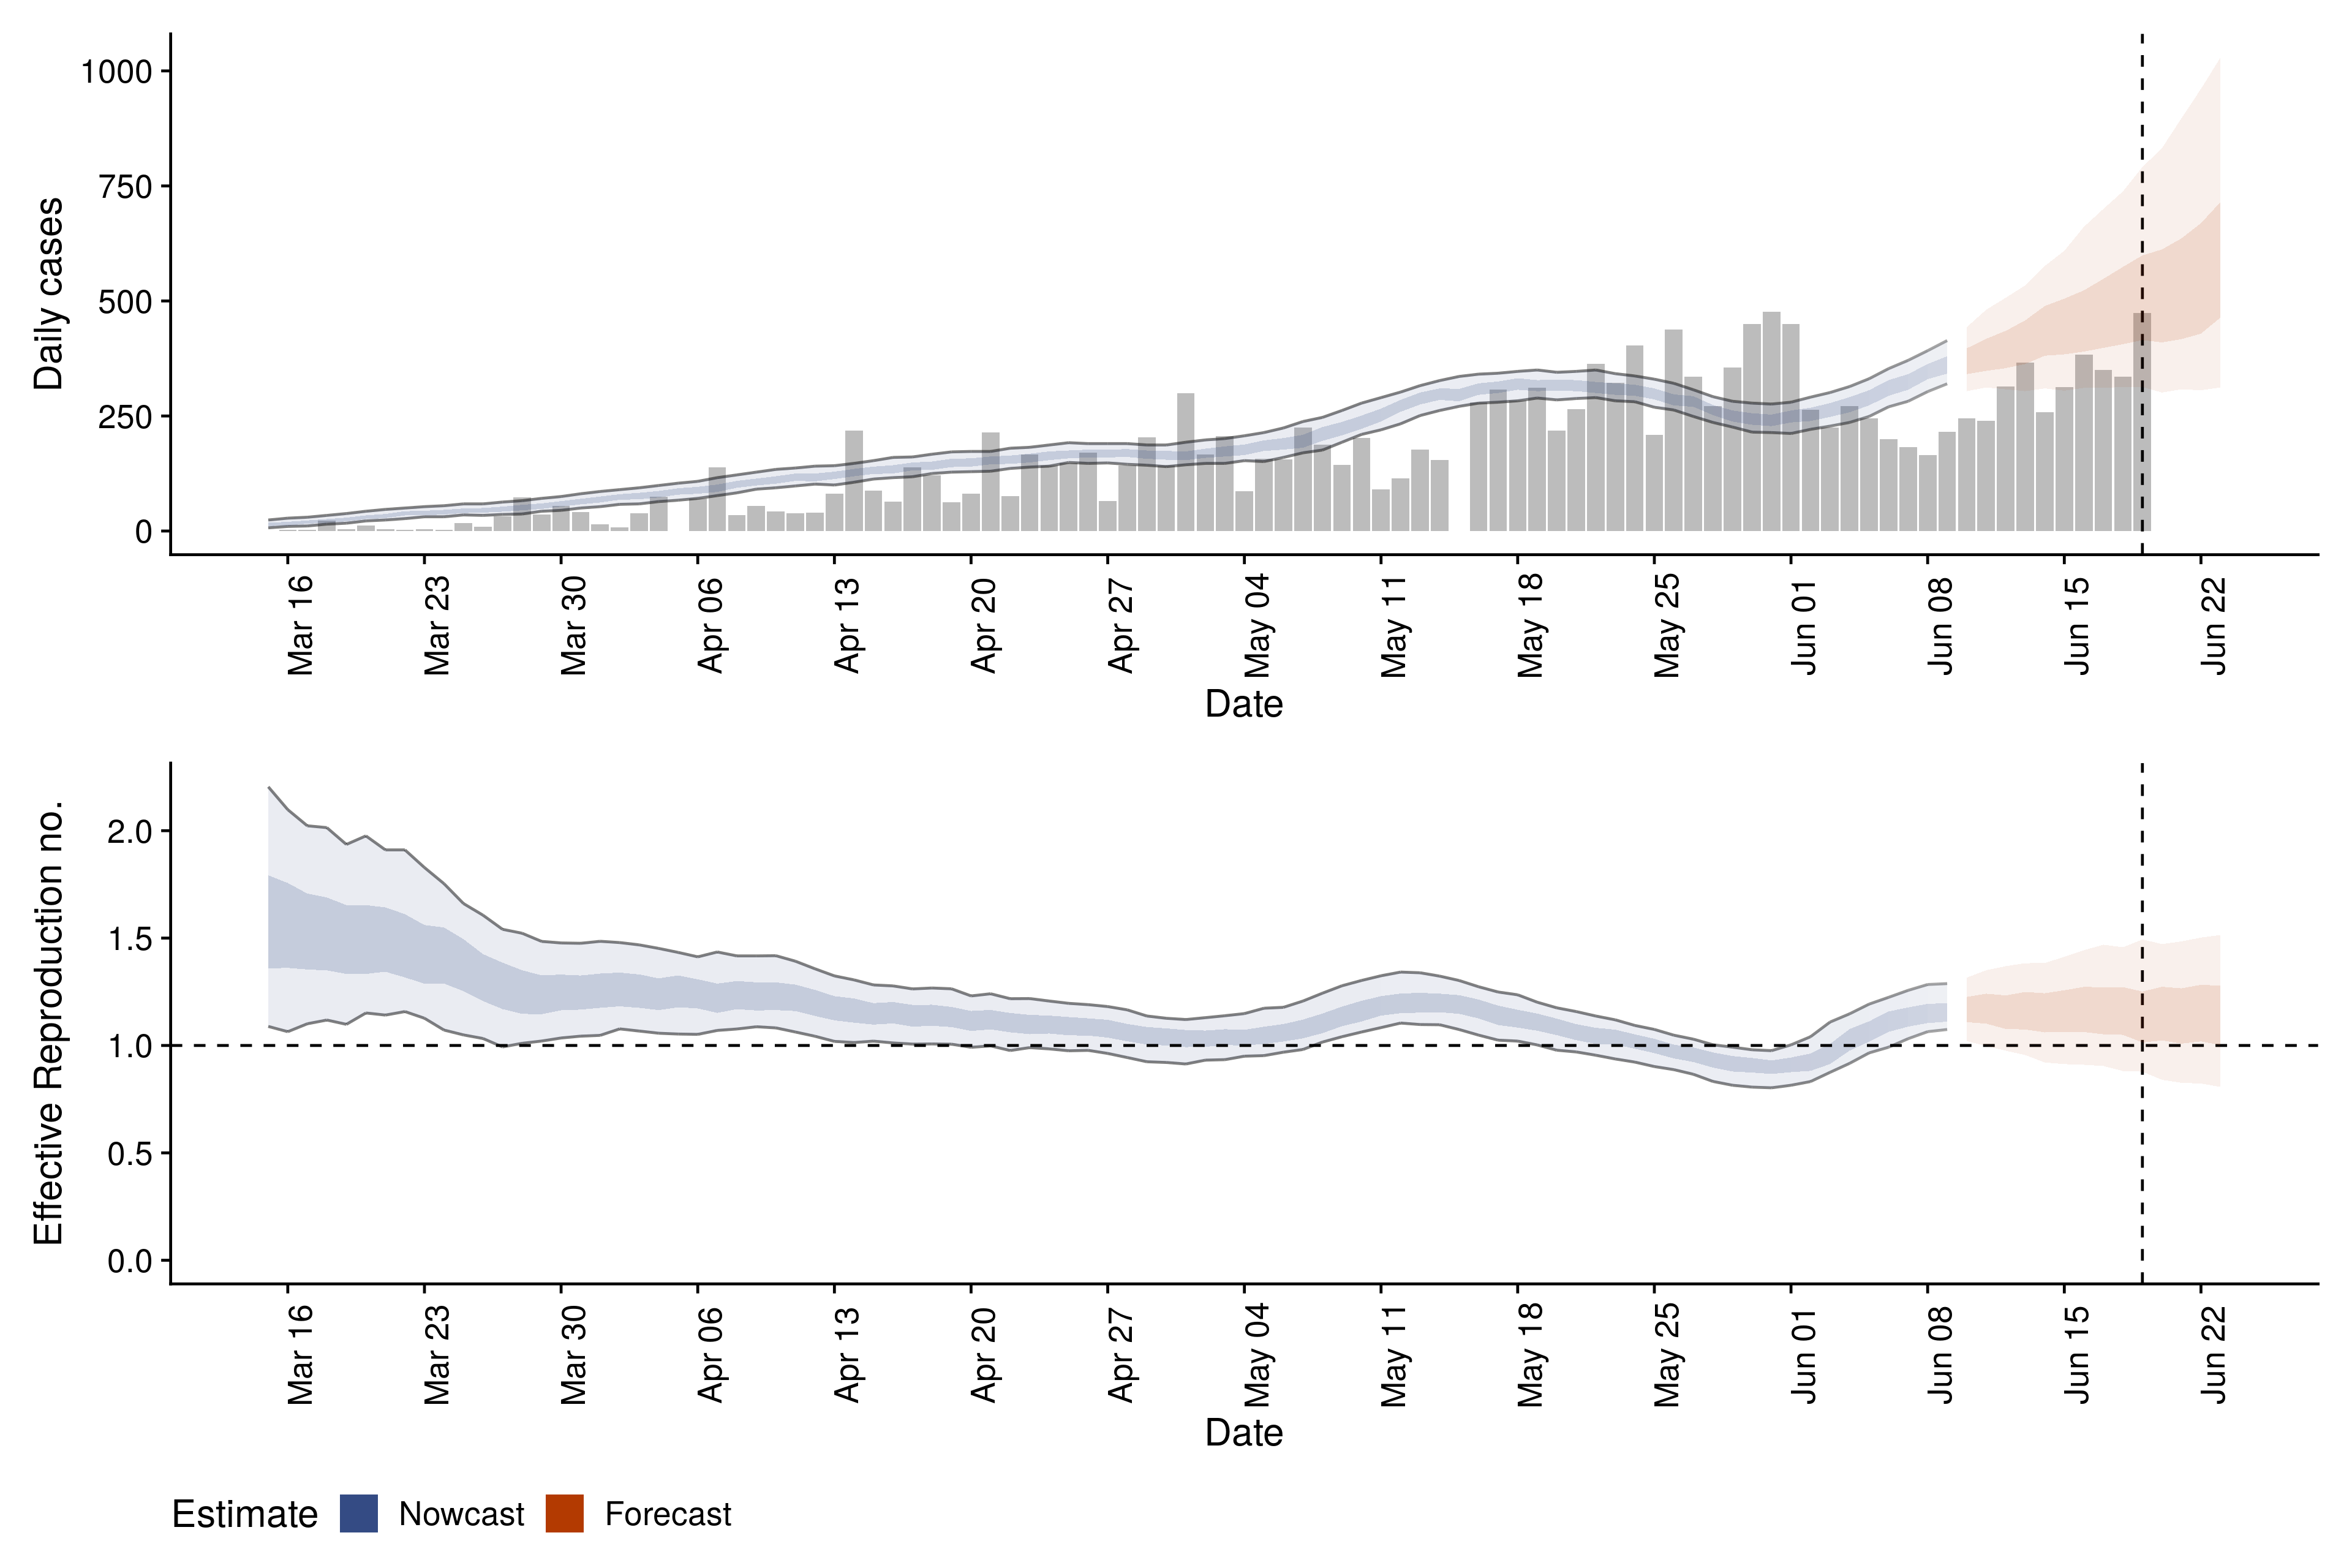 Daily cases
1000
750
500
250
0
Mar 16
Mar 23
Mar 30
Apr 06
Apr 13
Apr 20
Apr 27
May 04
May 11
May 18
May 25
Jun 01
Jun 08
Jun 15
Jun 22
Date
Effective Reproduction no.
2.0
1.5
1.0
0.5
0.0
Mar 16
Mar 23
Mar 30
Apr 06
Apr 13
Apr 20
Apr 27
May 04
May 11
May 18
May 25
Jun 01
Jun 08
Jun 15
Jun 22
Date
Estimate Nowcast Forecast